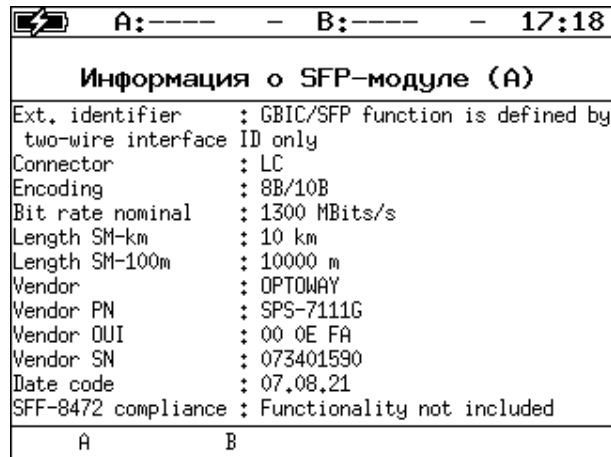 A:---- - B:---- - 17:18
Информация о SFP-модуле (A)
Ext. identifier : GBIC/SFP function is defined by
two-wire interface ID only
Connector : LC
Encoding : 8B/10B
Bit rate nominal : 1300 MBits/s
Length SM-km : 10 km
Length SM-100m : 10000 m
Vendor : OPTOWAY
Vendor PN : SPS-7111G
Vendor OUI : 00 0E FA
Vendor SN : 073401590
Date code : 07.08.21
SFF-8472 compliance : Functionality not included
A B